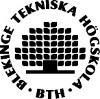 BLEKINGE TEKNISKA HÖGSKOLA
· BTH ·